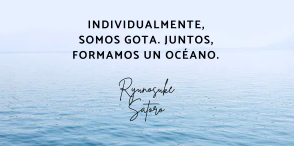 INDIVIDUALMENTE,
SOMOS GOTA. JUNTOS,
FORMAMOS UN OCÉANO.
Ryunosuke
Satoro